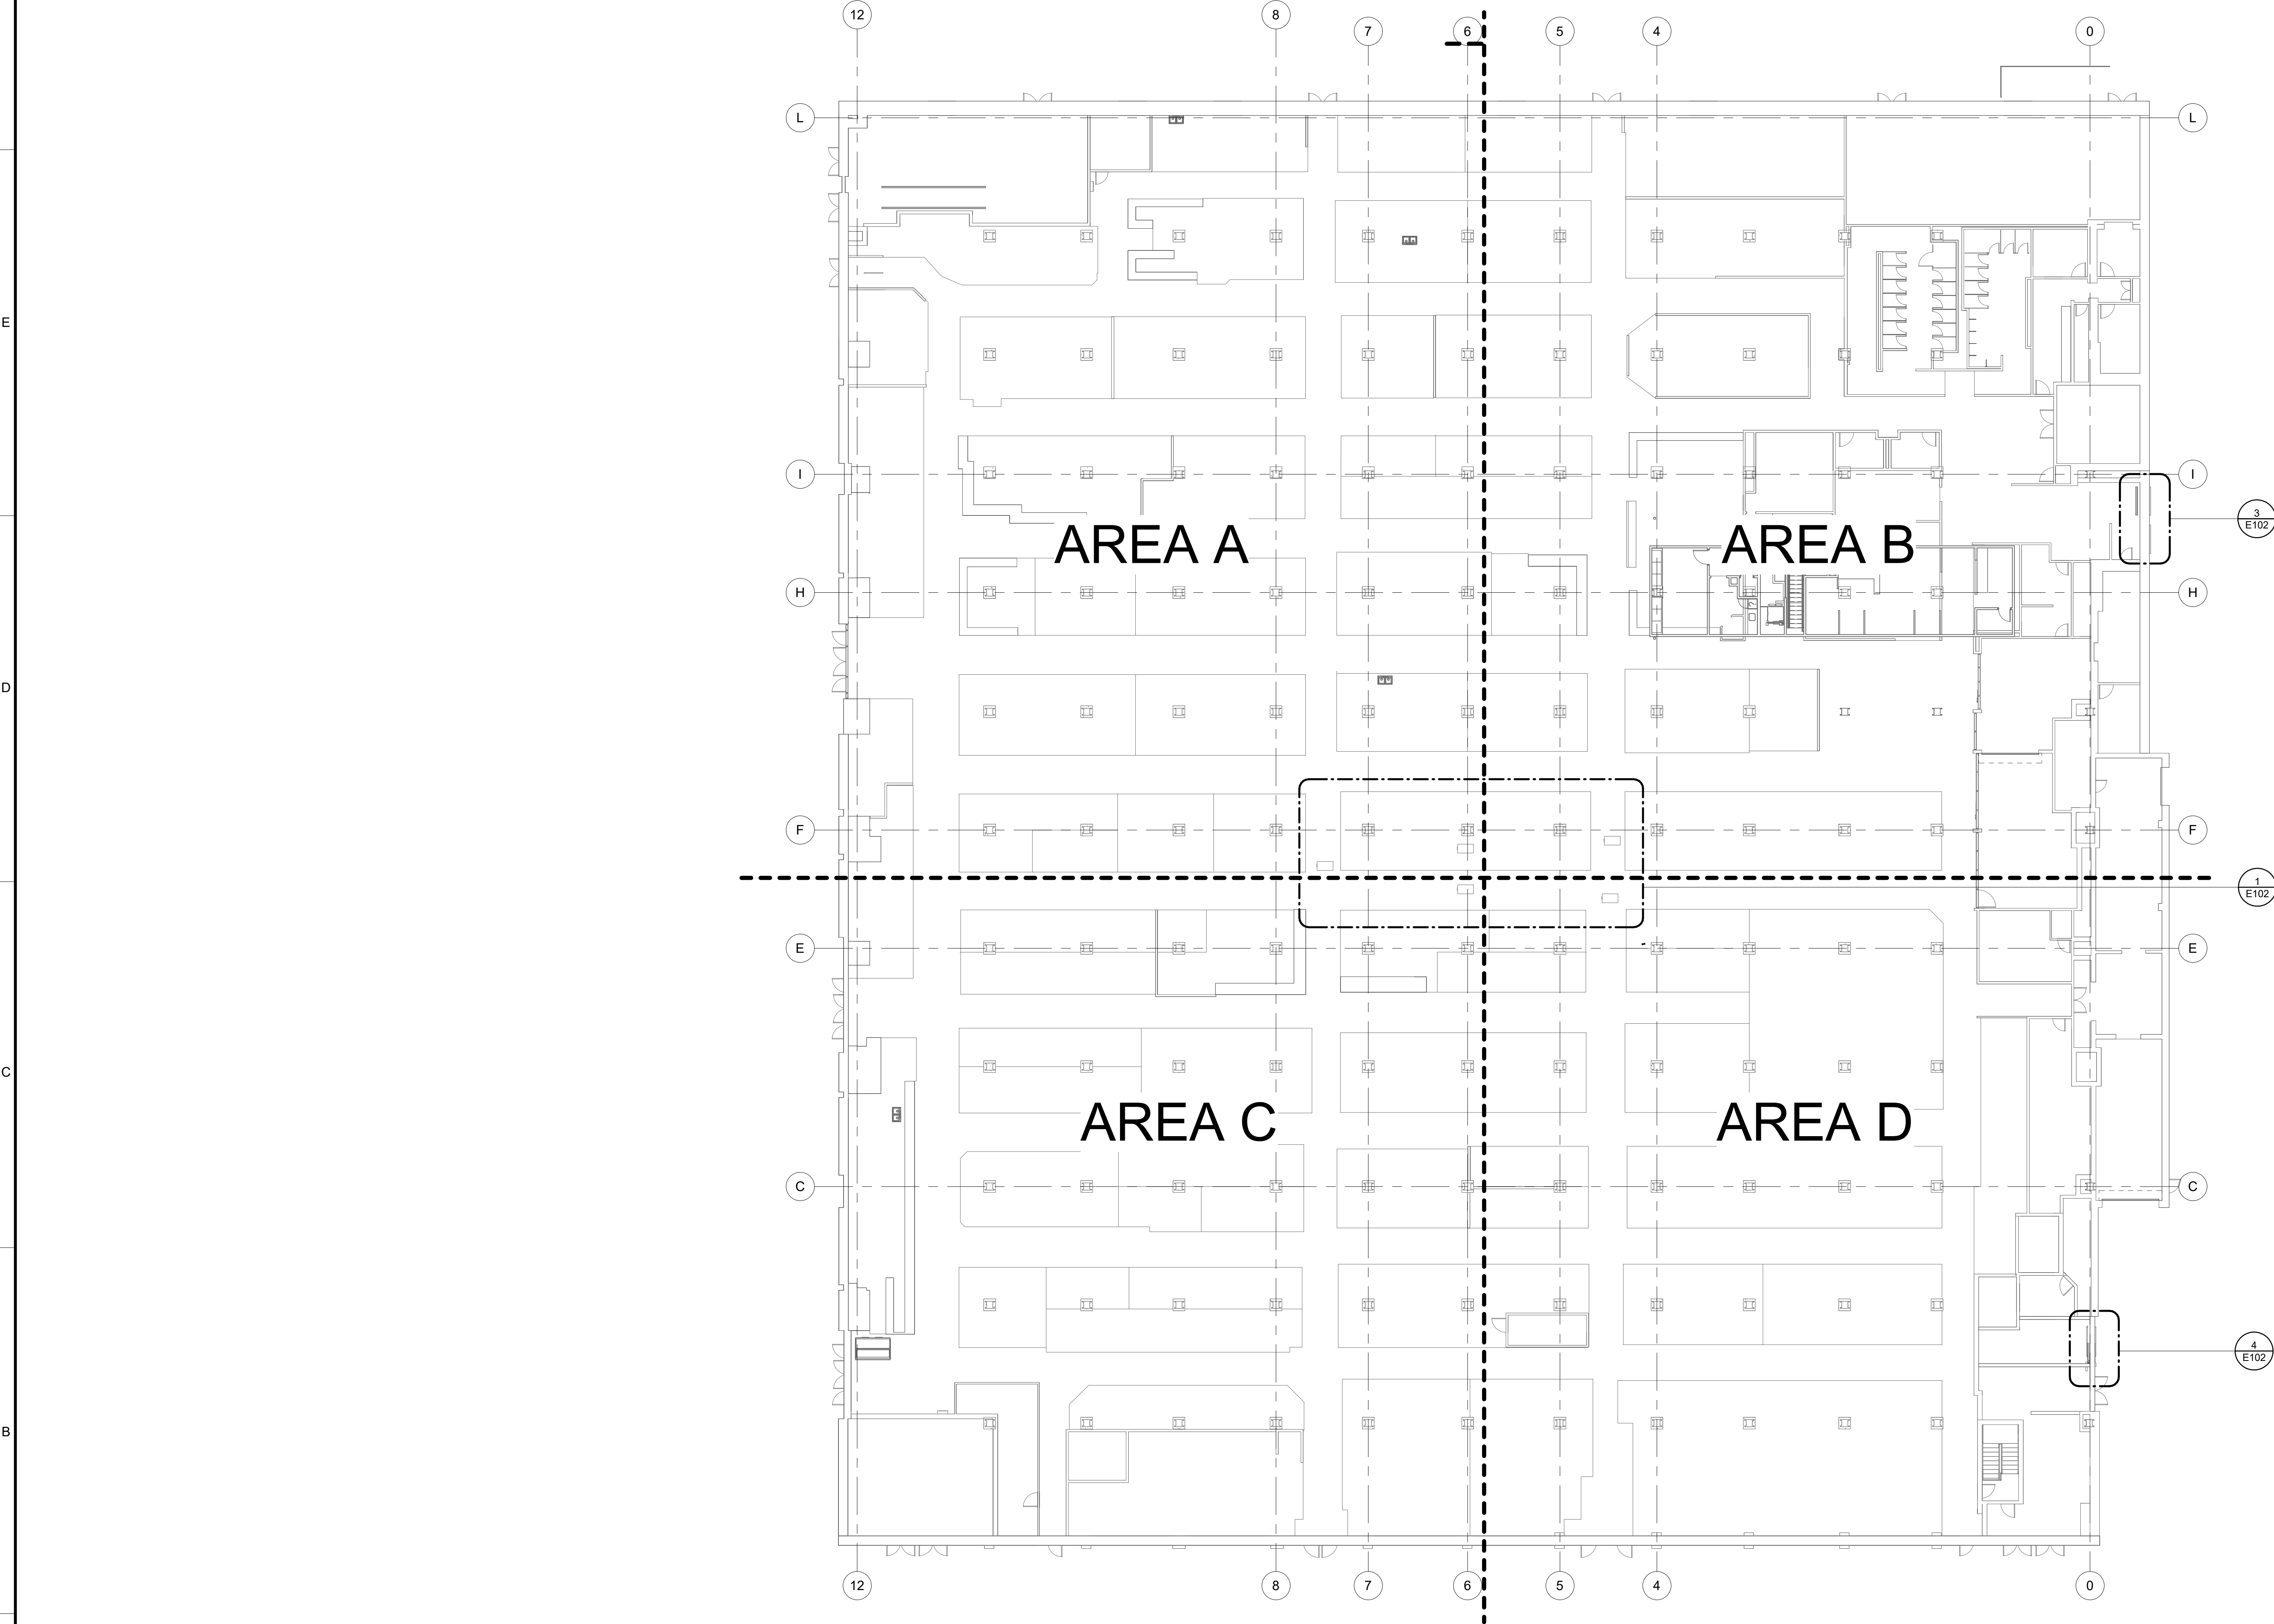 12 8 7 6 5 4 0
L L
E
I I
3
E102
AREA A AREA B
H H
D
F F
1
E102
E E
C
AREA C AREA D
C C
4
E102
B
12 8 7 6 5 4 0